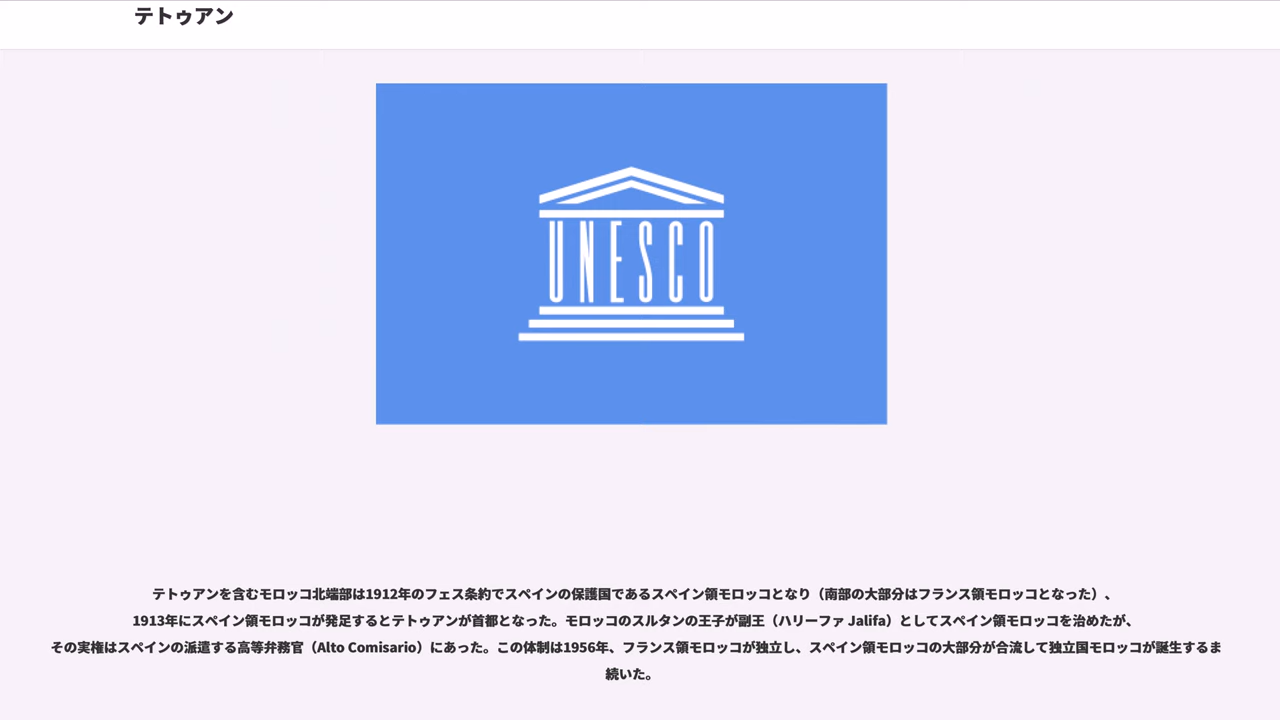 テトゥアン
UNESCO
テトゥアンを含むモロッコ北端部は1912年のフェス条約でスペインの保護国であるスペイン領モロッコとなり（南部の大部分はフランス領モロッコとなった）、
1913年にスペイン領モロッコが発足するとテトゥアンが首都となった。モロッコのスルタンの王子が副王（ハリーファ Jalifa）としてスペイン領モロッコを治めたが、
その実権はスペインの派遣する高等弁務官（Alto Comisario）にあった。この体制は1956年、フランス領モロッコが独立し、スペイン領モロッコの大部分が合流して独立国モロッコが誕生するま
続いた。